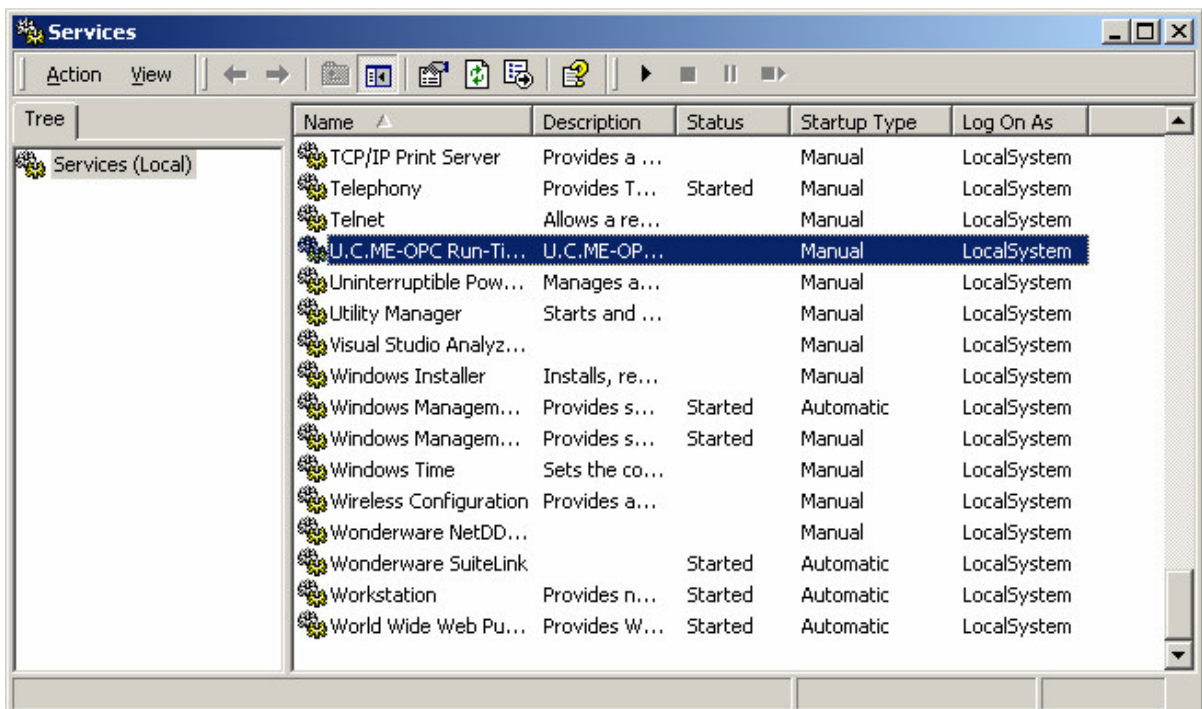 Services
Action View
Tree
Services (Local)
Name Description Status Startup Type Log On As
TCP/IP Print Server Provides a ... Manual LocalSystem
Telephony Provides T... Started Manual LocalSystem
Telnet Allows a re... Manual LocalSystem
U.C.ME-OPC Run-Ti... U.C.ME-OP... Manual LocalSystem
Uninterruptible Pow... Manages a... Manual LocalSystem
Utility Manager Starts and ... Manual LocalSystem
Visual Studio Analyz... Manual LocalSystem
Windows Installer Installs, re... Manual LocalSystem
Windows Managem... Provides s... Started Automatic LocalSystem
Windows Managem... Provides s... Started Manual LocalSystem
Windows Time Sets the co... Manual LocalSystem
Wireless Configuration Provides a... Manual LocalSystem
Wonderware NetDD... Manual LocalSystem
Wonderware SuiteLink Started Automatic LocalSystem
Workstation Provides n... Started Automatic LocalSystem
World Wide Web Pu... Provides W... Started Automatic LocalSystem